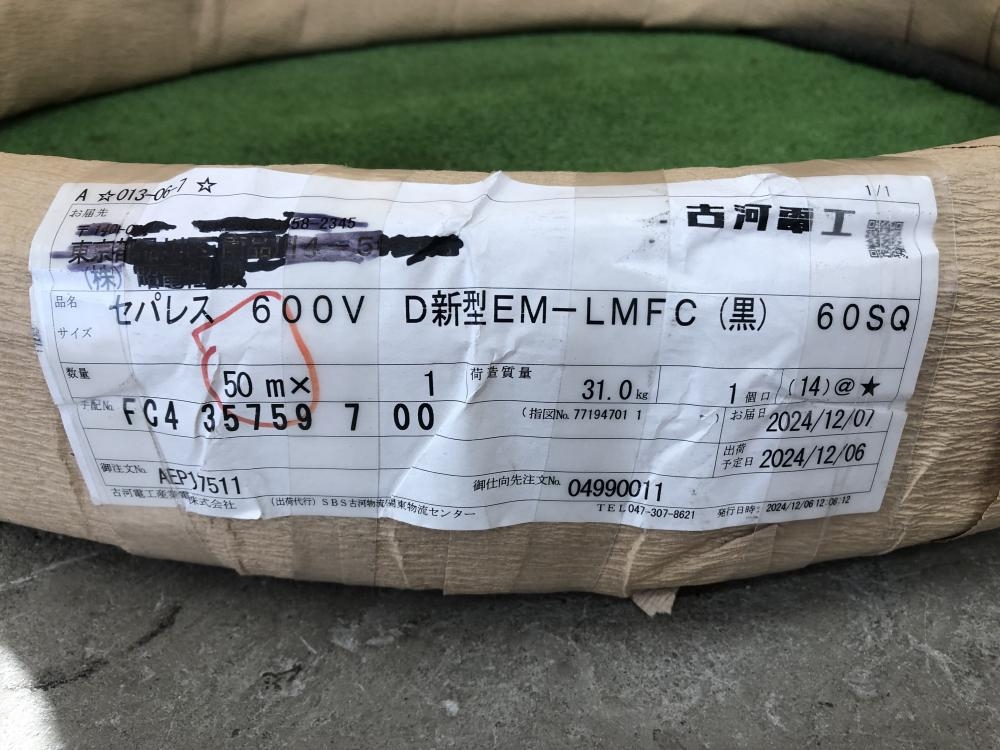 A ☆013-06-7 ☆
1/1
お届先
古河電工
58-2345
東京都
(株)
品名 セパレス 600V D新型EM-LMFC(黒) 60SQ
サイズ
数量 50 m× 1 荷造質量 31.0kg 1個口 (14)@★
手配No. FC4 35759 7 00 (指図No. 77194701 1 ) お届日 2024/12/07
出荷予定日 2024/12/06
御注文No. AEP17511 御仕向先注文No. 04990011
古河電工産業電線株式会社 (出荷代行)SBS古河物流(関東物流センター TEL 047-307-8621 発行日時: 2024/12/06 12:08:12